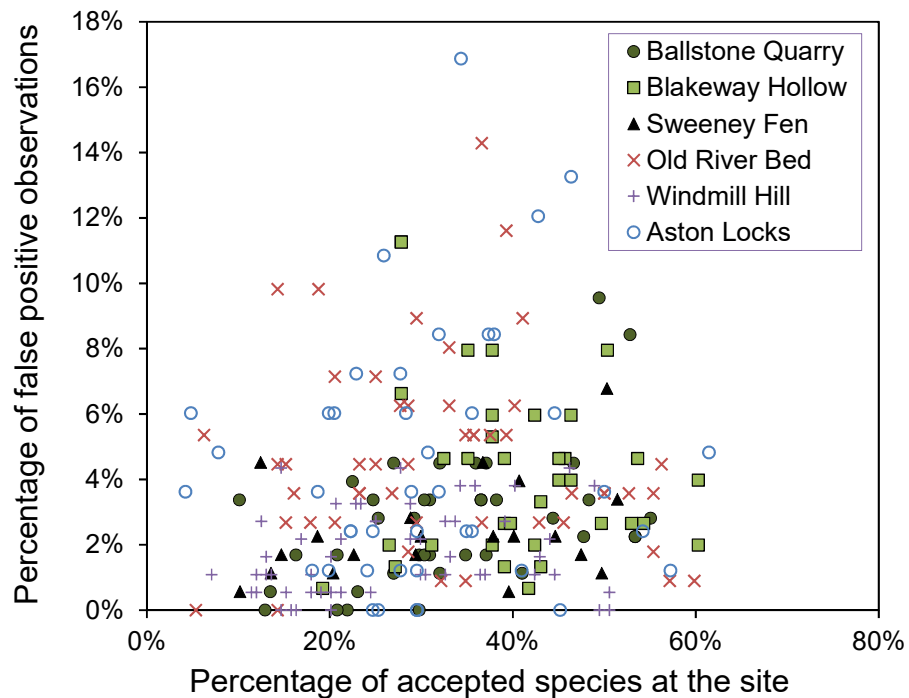 18%
16%
14%
12%
10%
8%
6%
4%
2%
0%
Percentage of false positive observations
Ballstone Quarry
Blakeway Hollow
Sweeney Fen
Old River Bed
Windmill Hill
Aston Locks
0% 20% 40% 60% 80%
Percentage of accepted species at the site